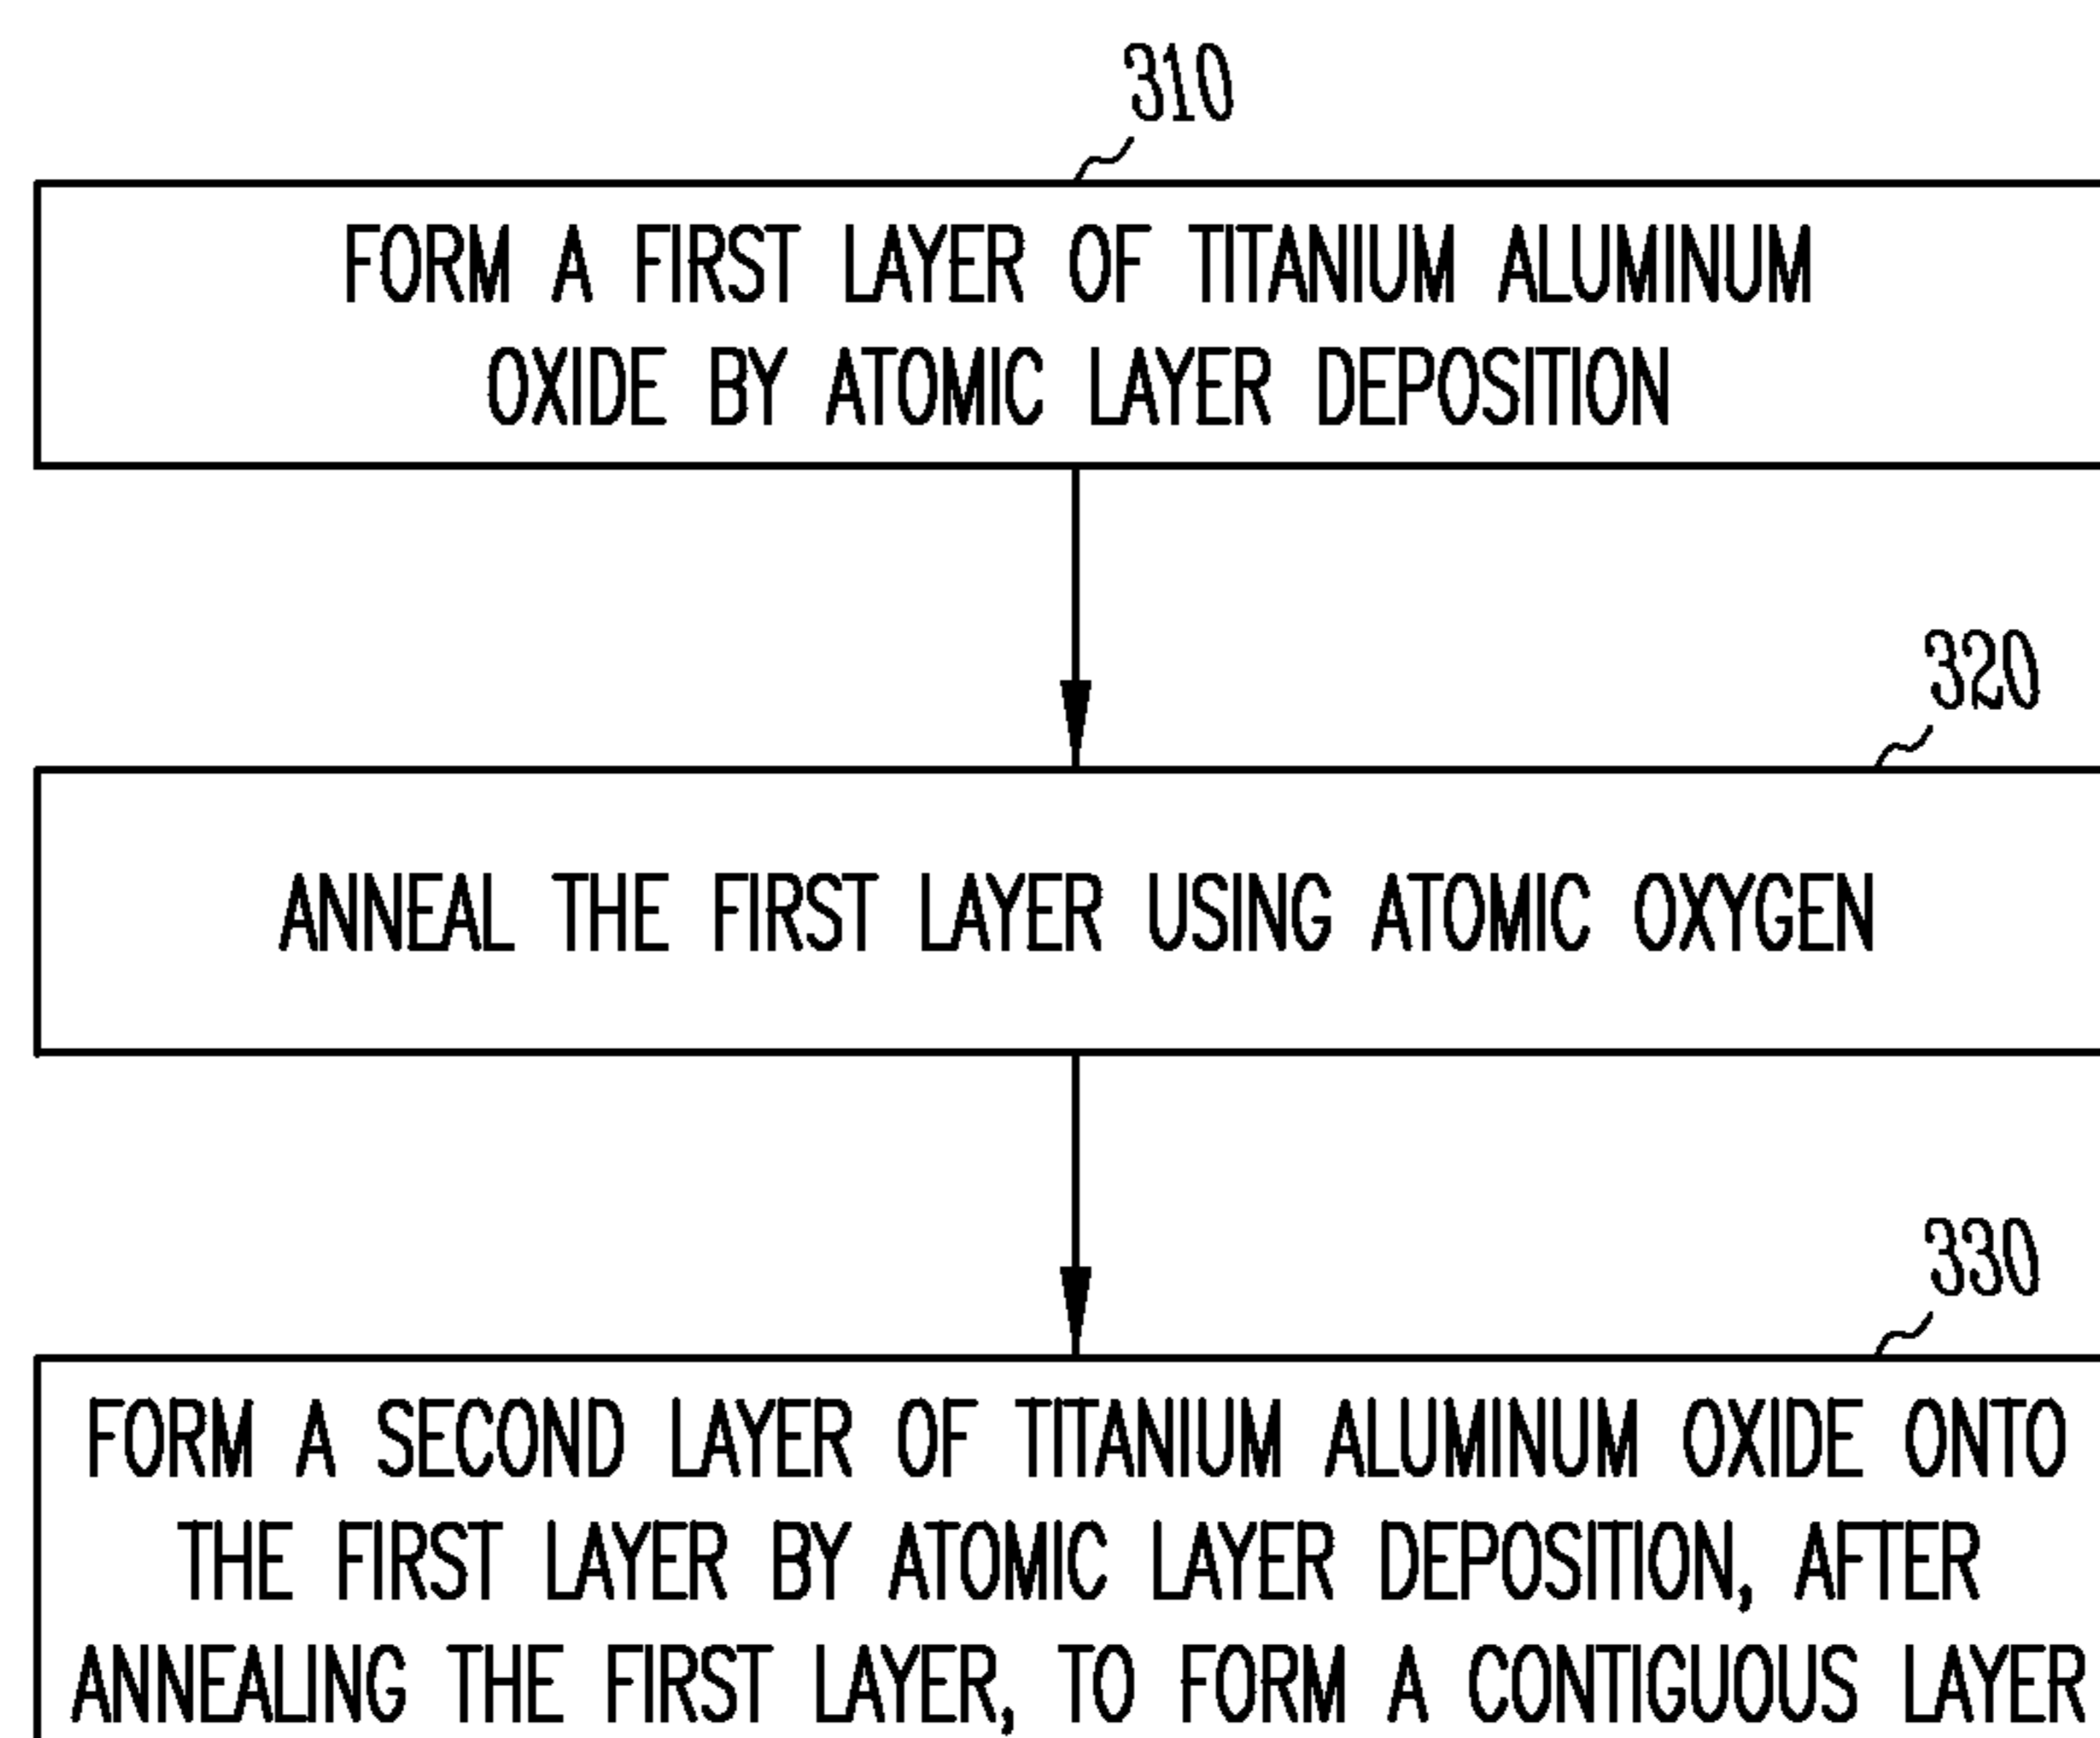 310
FORM A FIRST LAYER OF TITANIUM ALUMINUM
OXIDE BY ATOMIC LAYER DEPOSITION
320
ANNEAL THE FIRST LAYER USING ATOMIC OXYGEN
330
FORM A SECOND LAYER OF TITANIUM ALUMINUM OXIDE ONTO
THE FIRST LAYER BY ATOMIC LAYER DEPOSITION, AFTER
ANNEALING THE FIRST LAYER, TO FORM A CONTIGUOUS LAYER